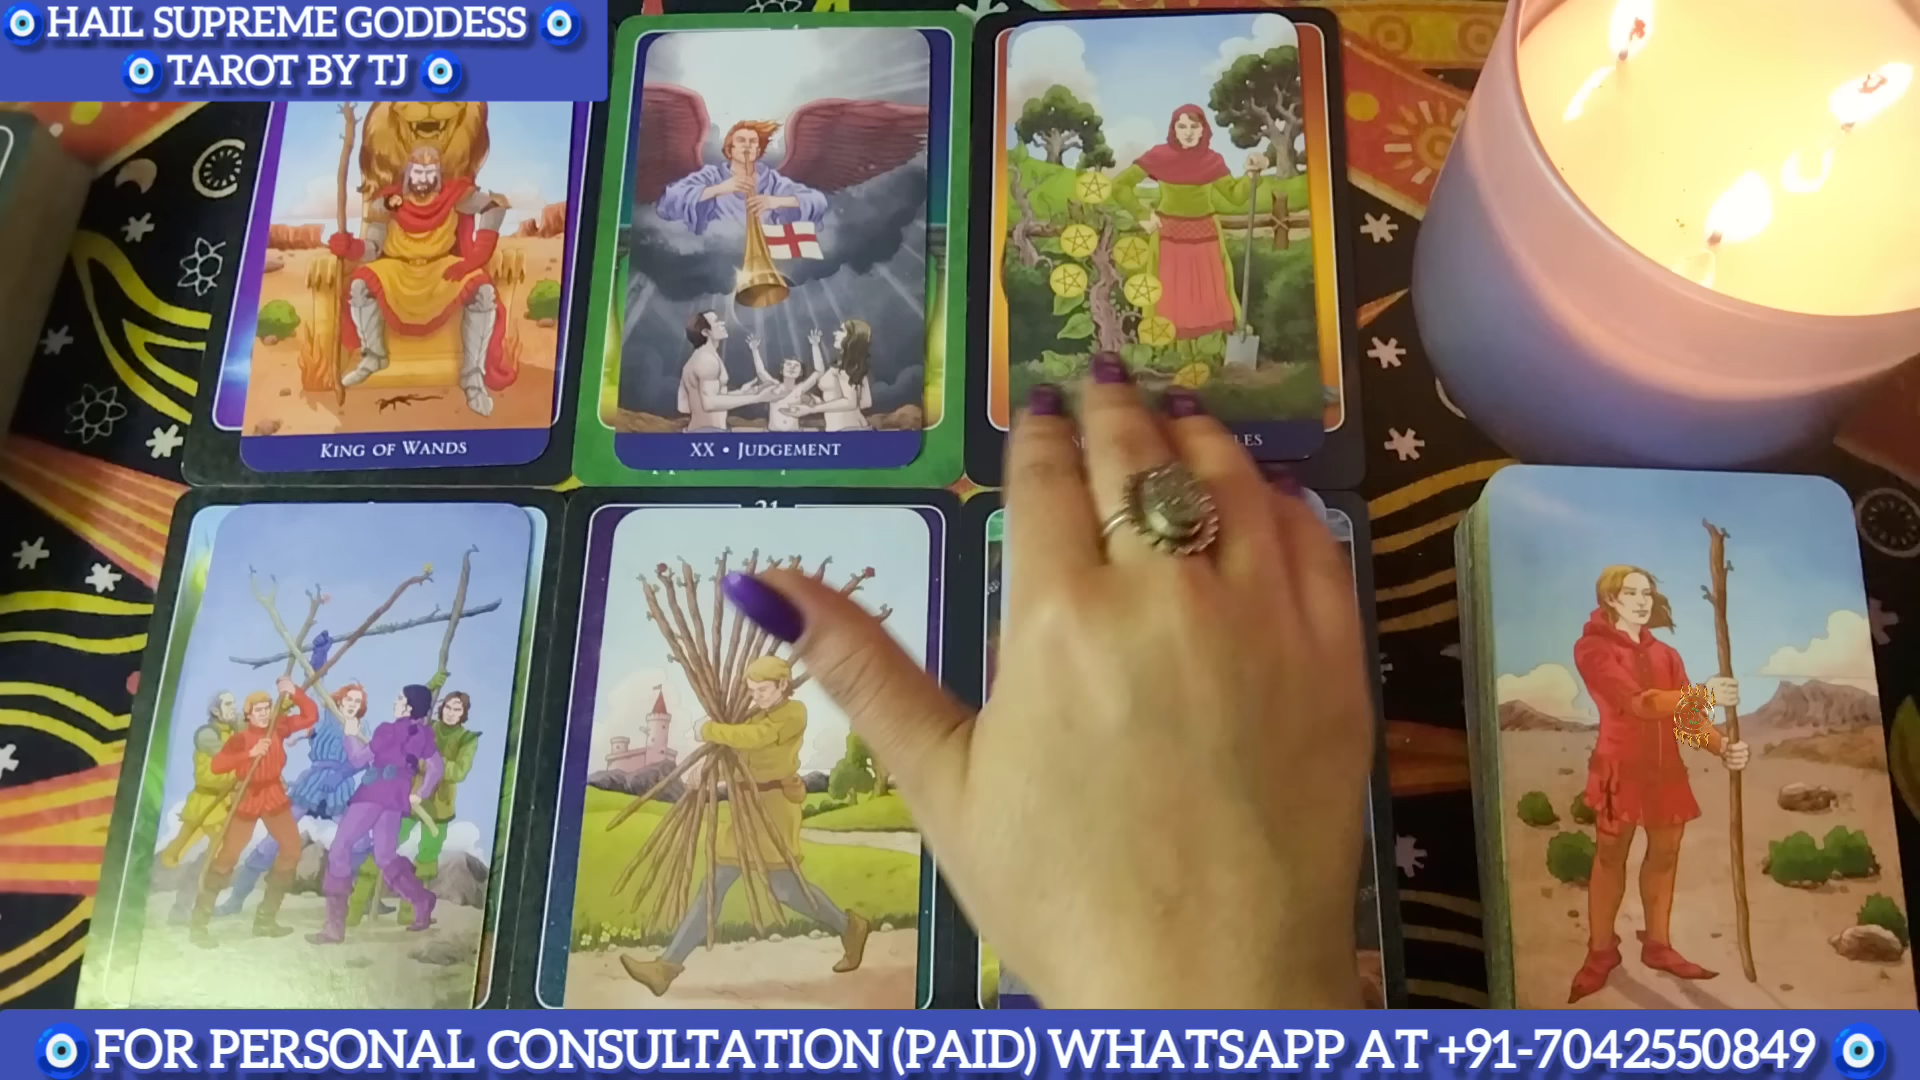 HAIL SUPREME GODDESS
TAROT BY TJ
KING OF WANDS
XX • JUDGEMENT
21
FOR PERSONAL CONSULTATION (PAID) WHATSAPP AT +91-7042550849